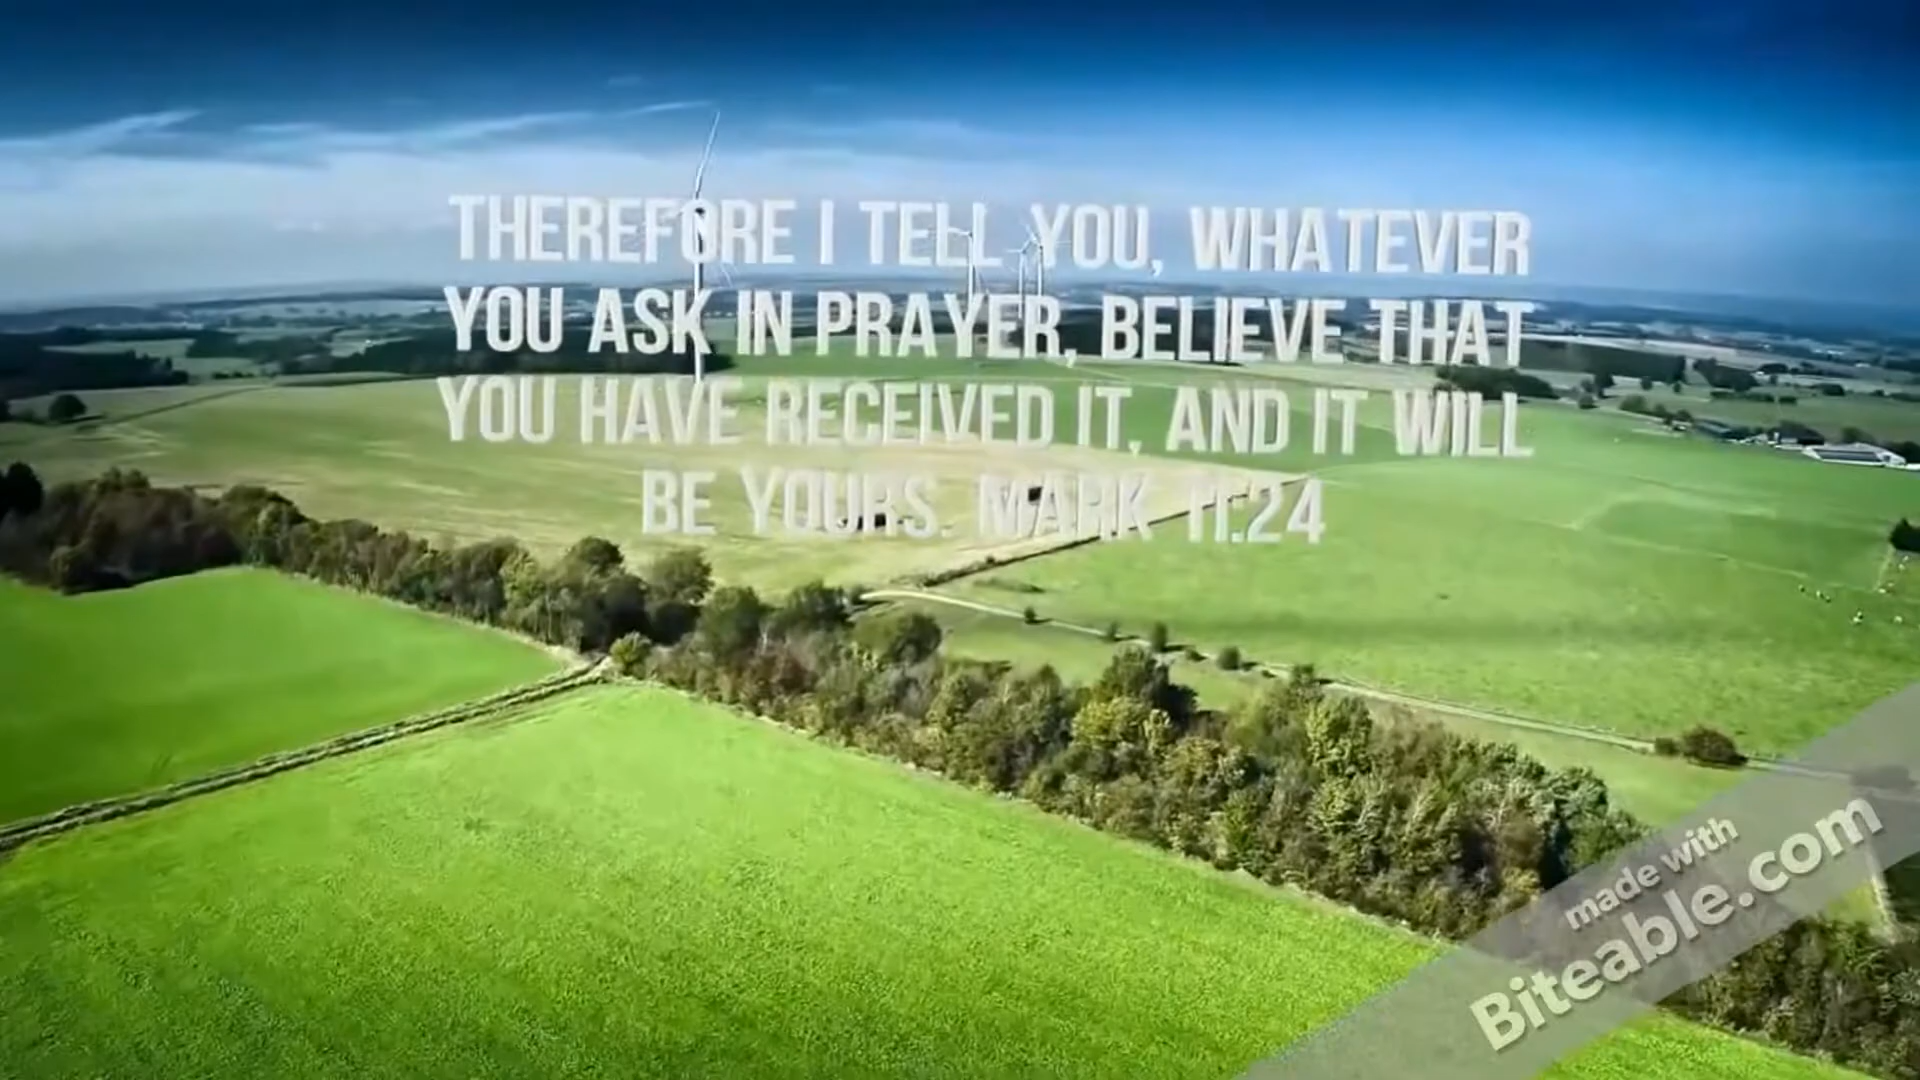 THEREFORE I TELL YOU, WHATEVER
YOU ASK IN PRAYER, BELIEVE THAT
YOU HAVE RECEIVED IT, AND IT WILL
BE YOURS. MARK 11:24
made with
Biteable.com